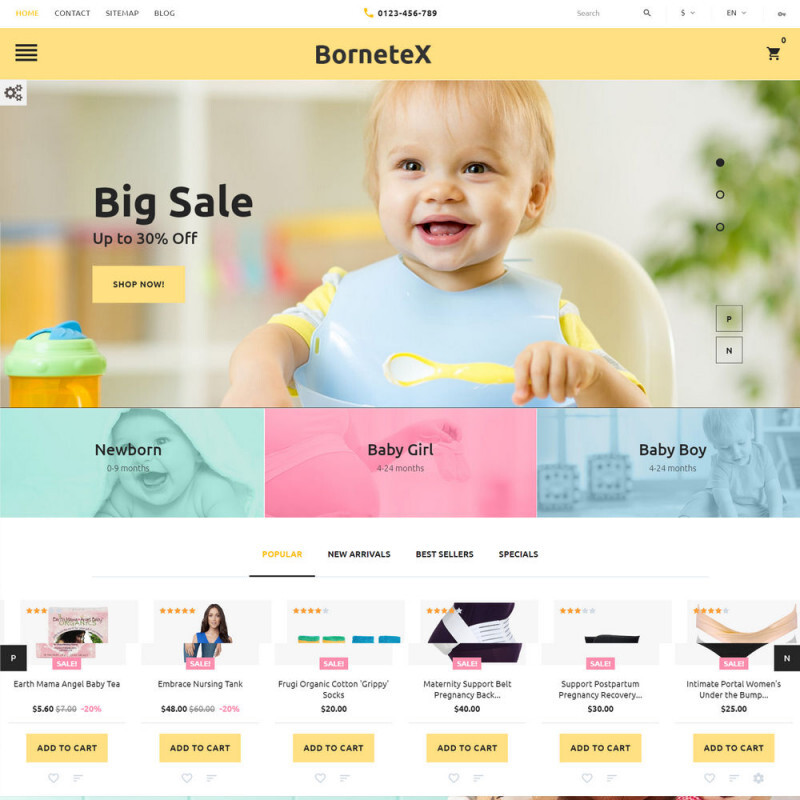 HOME CONTACT SITEMAP BLOG 0123-456-789 Search $ EN
BorneteX
0
Big Sale
Up to 30% Off
SHOP NOW!
P
N
Newborn
0-9 months
Baby Girl
4-24 months
Baby Boy
4-24 months
POPULAR NEW ARRIVALS BEST SELLERS SPECIALS
P
N
SALE!
Earth Mama Angel Baby Tea
$5.60 $7.00 -20%
ADD TO CART
SALE!
Embrace Nursing Tank
$48.00 $60.00 -20%
ADD TO CART
SALE!
Frugi Organic Cotton 'Grippy'
Socks
$20.00
ADD TO CART
SALE!
Maternity Support Belt
Pregnancy Back...
$40.00
ADD TO CART
SALE!
Support Postpartum
Pregnancy Recovery...
$30.00
ADD TO CART
SALE!
Intimate Portal Women's
Under the Bump...
$25.00
ADD TO CART